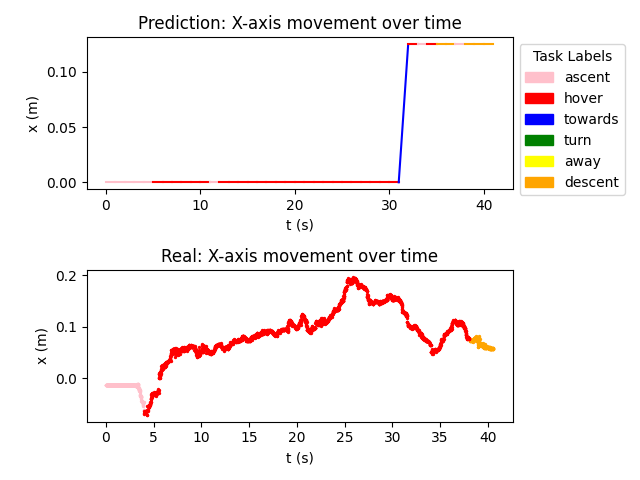 Prediction: X-axis movement over time
x (m)
0.10
0.05
0.00
0
10
20
30
40
t (s)
Task Labels
ascent
hover
towards
turn
away
descent
Real: X-axis movement over time
x (m)
0.2
0.1
0.0
0
5
10
15
20
25
30
35
40
t (s)